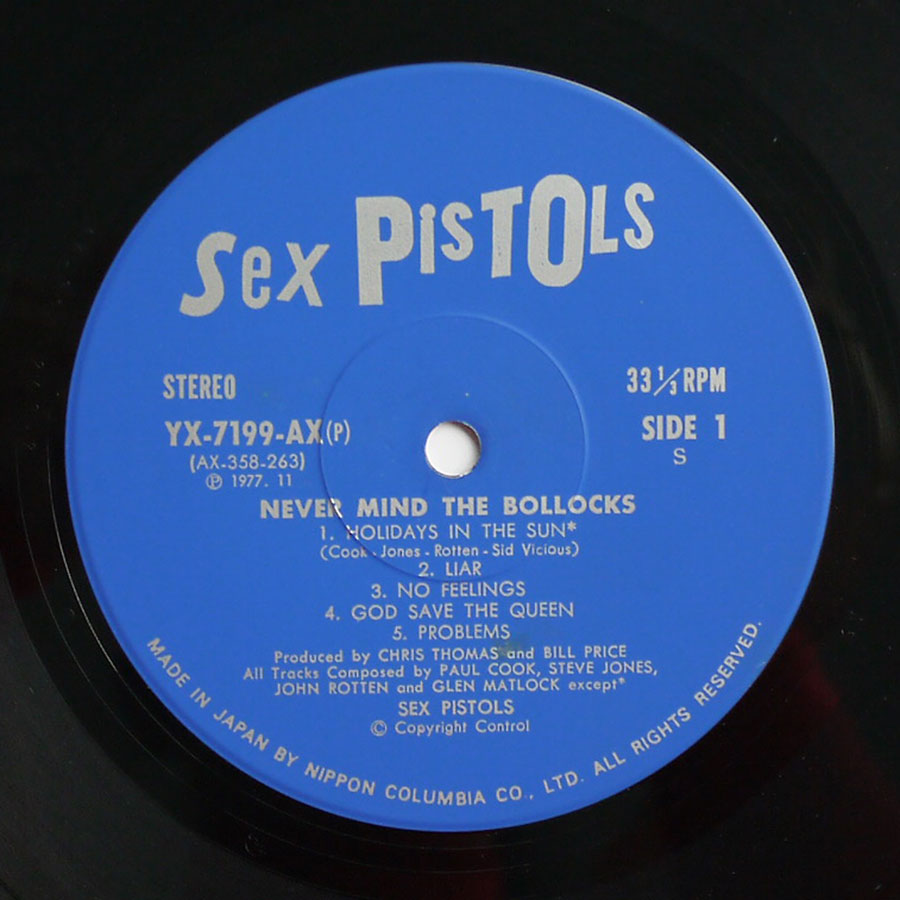 Sex PiSTOLS
STEREO
33 1/3 RPM
YX-7199-AX(P)
SIDE 1
(AX-358-263)
S
Ⓟ 1977. 11
NEVER MIND THE BOLLOCKS
1. HOLIDAYS IN THE SUN*
(Cook - Jones - Rotten - Sid Vicious)
2. LIAR
3. NO FEELINGS
4. GOD SAVE THE QUEEN
5. PROBLEMS
Produced by CHRIS THOMAS and BILL PRICE
All Tracks Composed by PAUL COOK, STEVE JONES,
JOHN ROTTEN and GLEN MATLOCK except*
SEX PISTOLS
© Copyright Control
MADE IN JAPAN BY NIPPON COLUMBIA CO., LTD. ALL RIGHTS RESERVED.